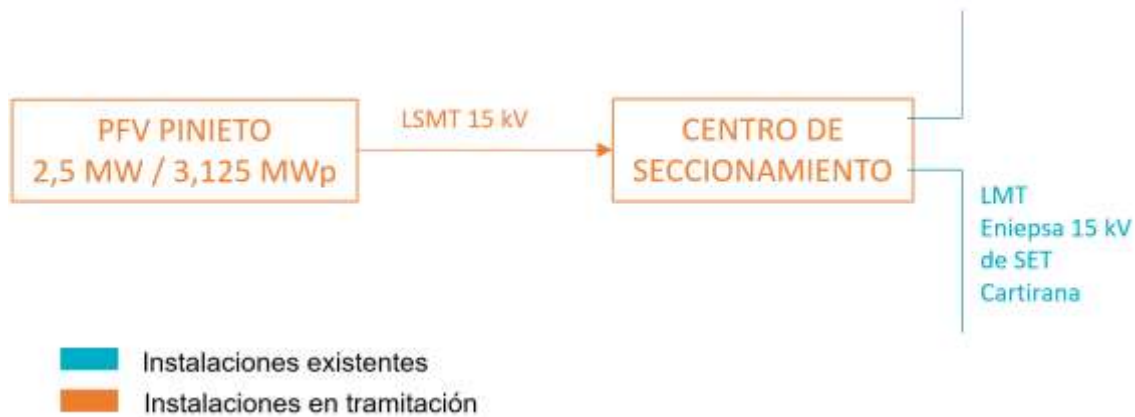 PFV PINIETO
2,5 MW / 3,125 MWp
LSMT 15 kV
CENTRO DE
SECCIONAMIENTO
LMT
Eniepsa 15 kV
de SET
Cartirana
Instalaciones existentes
Instalaciones en tramitación